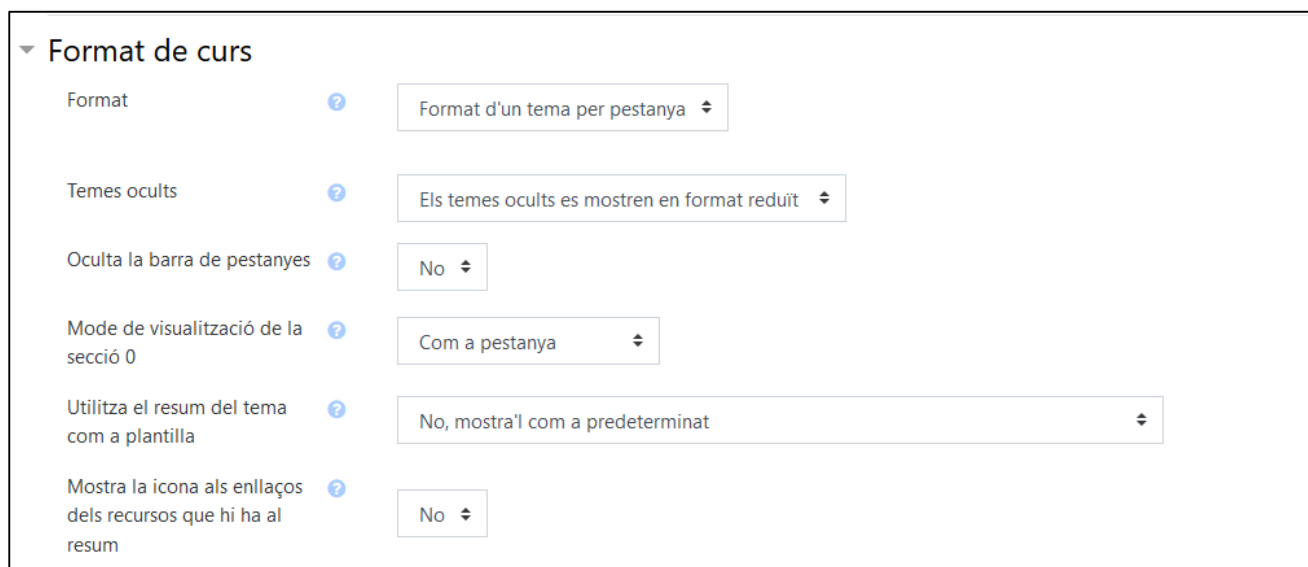 Format de curs
Format
Format d'un tema per pestanya
Temes ocults
Els temes ocults es mostren en format reduït
Oculta la barra de pestanyes
No
Mode de visualització de la
secció 0
Com a pestanya
Utilitza el resum del tema
com a plantilla
No, mostra'l com a predeterminat
Mostra la icona als enllaços
dels recursos que hi ha al
resum
No